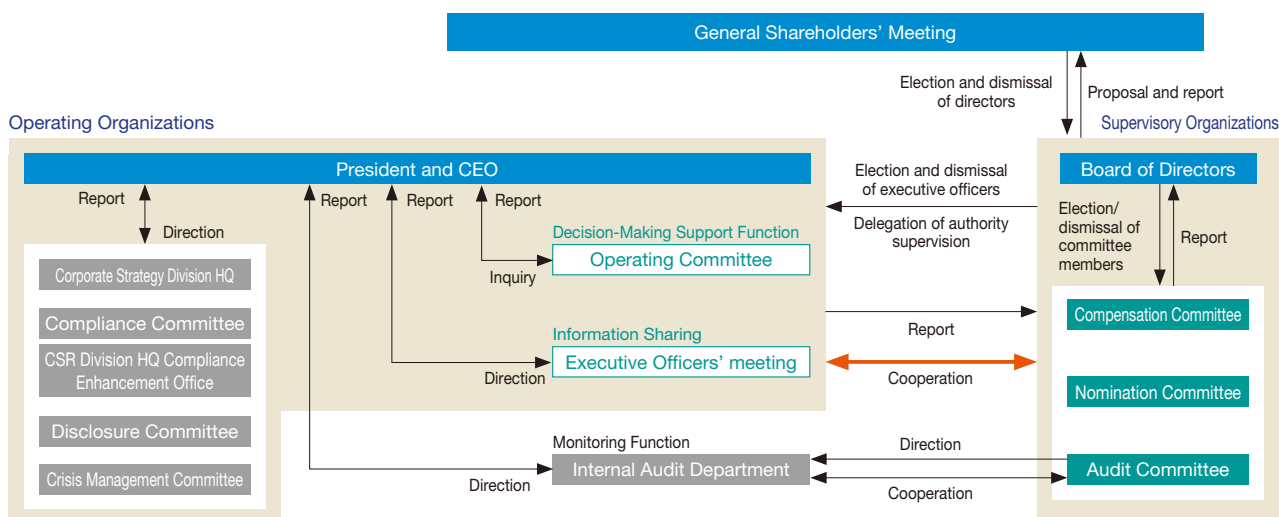 General Shareholders' Meeting
Election and dismissal
of directors
Proposal and report
Operating Organizations
Supervisory Organizations
President and CEO
Board of Directors
Report
Direction
Report
Report
Report
Election and dismissal
of executive officers
Delegation of authority
supervision
Election/
dismissal of
committee
members
Report
Decision-Making Support Function
Operating Committee
Inquiry
Corporate Strategy Division HQ
Compliance Committee
CSR Division HQ Compliance
Enhancement Office
Disclosure Committee
Crisis Management Committee
Information Sharing
Executive Officers' meeting
Direction
Report
Cooperation
Compensation Committee
Nomination Committee
Audit Committee
Monitoring Function
Internal Audit Department
Direction
Direction
Cooperation